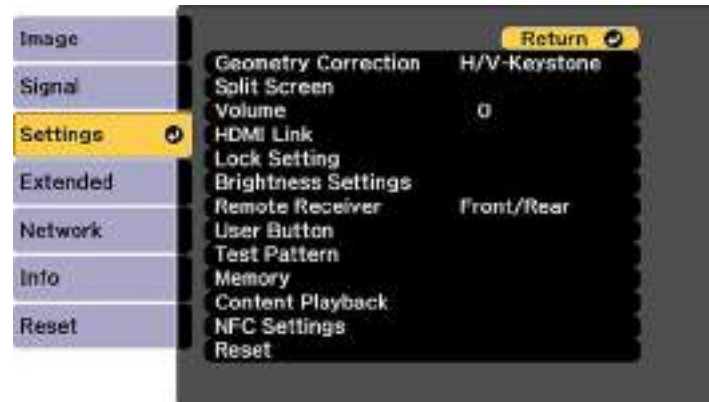 Image
Signal
Settings
Extended
Network
Info
Reset
Return
Geometry Correction H/V-Keystone
Split Screen
Volume 0
HDMI Link
Lock Setting
Brightness Settings
Remote Receiver Front/Rear
User Button
Test Pattern
Memory
Content Playback
NFC Settings
Reset